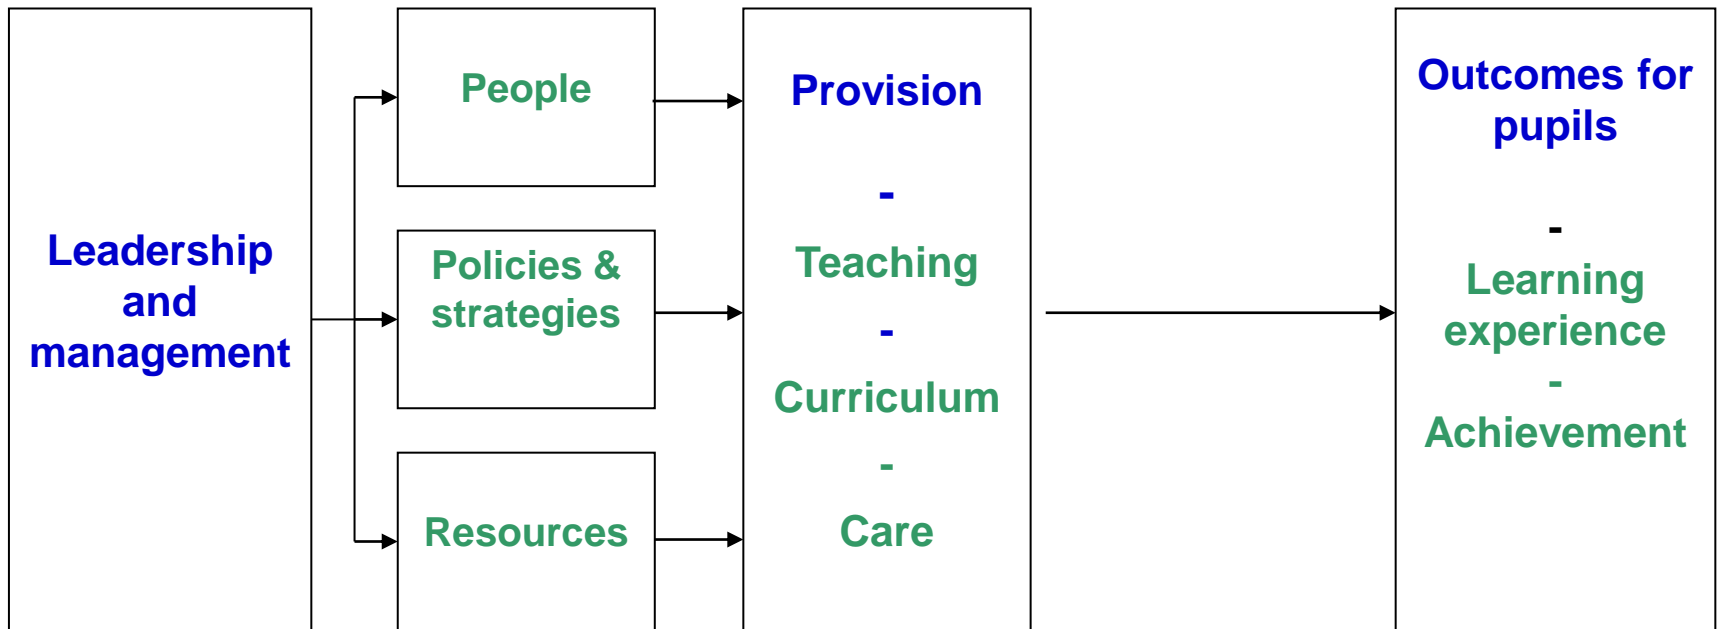 Leadership
and
management
People
Policies &
strategies
Resources
Provision
-
Teaching
-
Curriculum
-
Care
Outcomes for
pupils
-
Learning
experience
-
Achievement